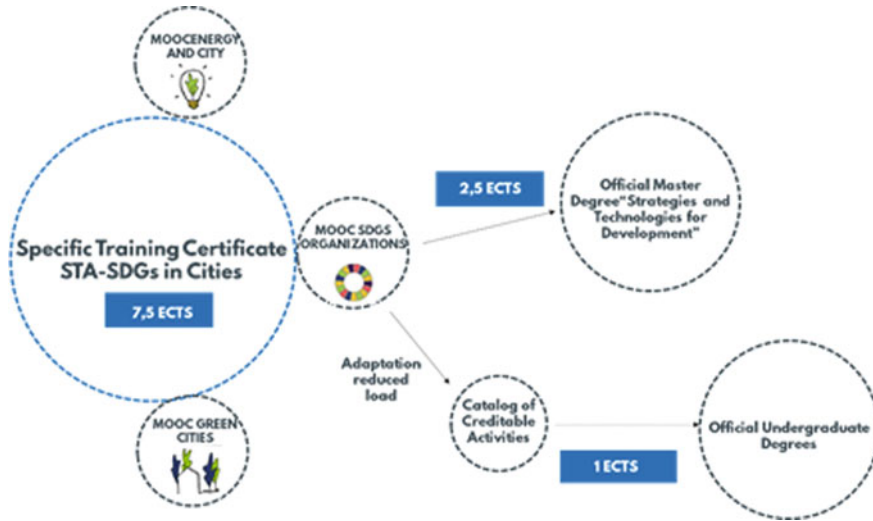 MOOCENERGY
AND CITY
Specific Training Certificate
STA-SDGs in Cities
7,5 ECTS
MOOC SDGS
ORGANIZATIONS
2,5 ECTS
Official Master
Degree"Strategies and
Technologies for
Development"
Adaptation
reduced
load
MOOC GREEN
CITIES
Catalog of
Creditable
Activities
1 ECTS
Official Undergraduate
Degrees